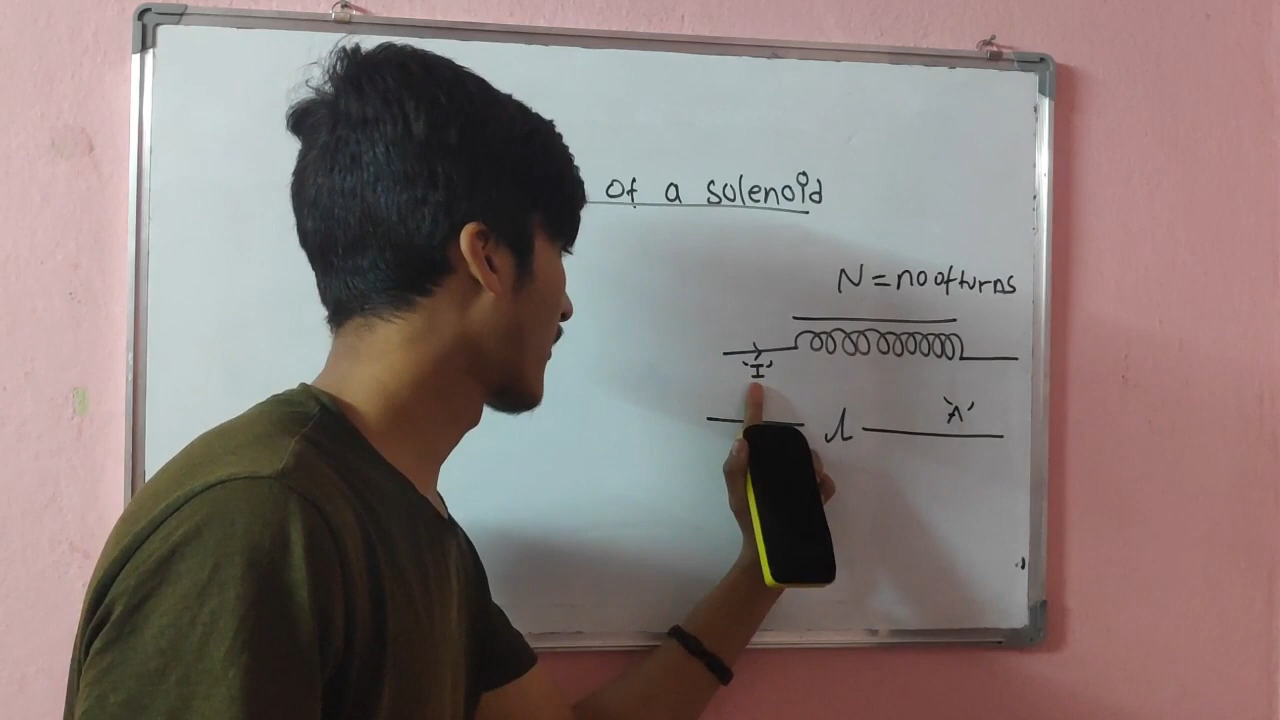 of a solenoid
N = no of turns
'I'
l 'A'